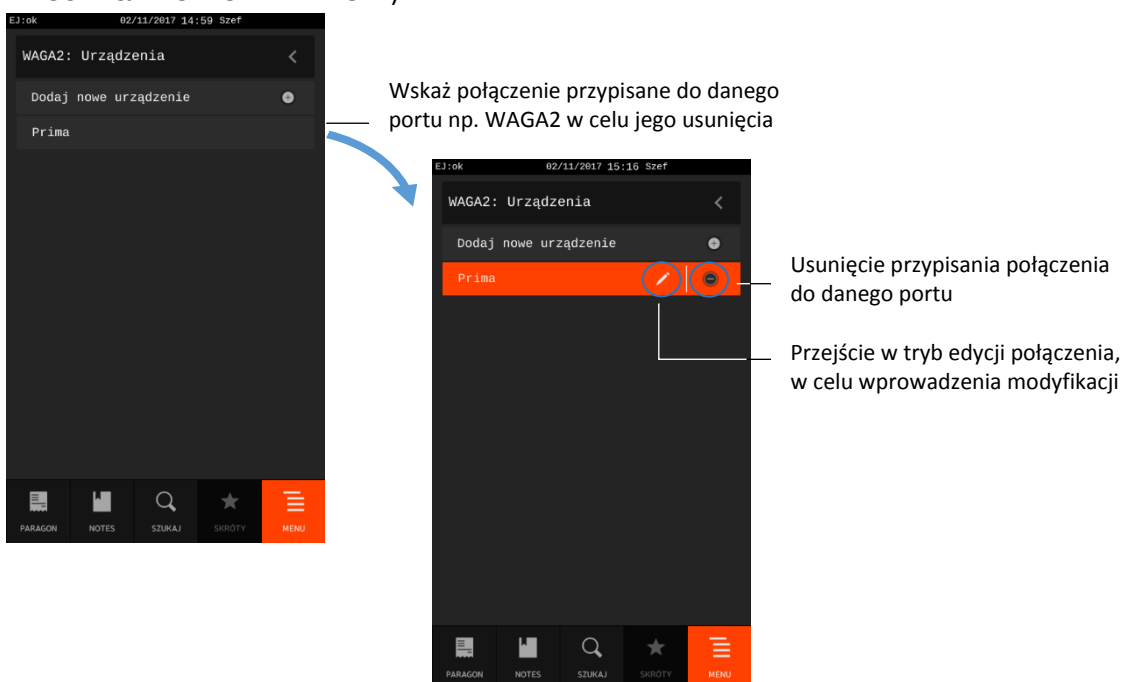 EJ:ok 02/11/2017 14:59 Szef
WAGA2: Urządzenia
Dodaj nowe urządzenie
Prima
PARAGON NOTES SZUKAJ SKRÓTY MENU
Wskaż połączenie przypisane do danego
portu np. WAGA2 w celu jego usunięcia
EJ:ok 02/11/2017 15:16 Szef
WAGA2: Urządzenia
Dodaj nowe urządzenie
Prima
PARAGON NOTES SZUKAJ SKRÓTY MENU
Usunięcie przypisania połączenia
do danego portu
Przejście w tryb edycji połączenia,
w celu wprowadzenia modyfikacji